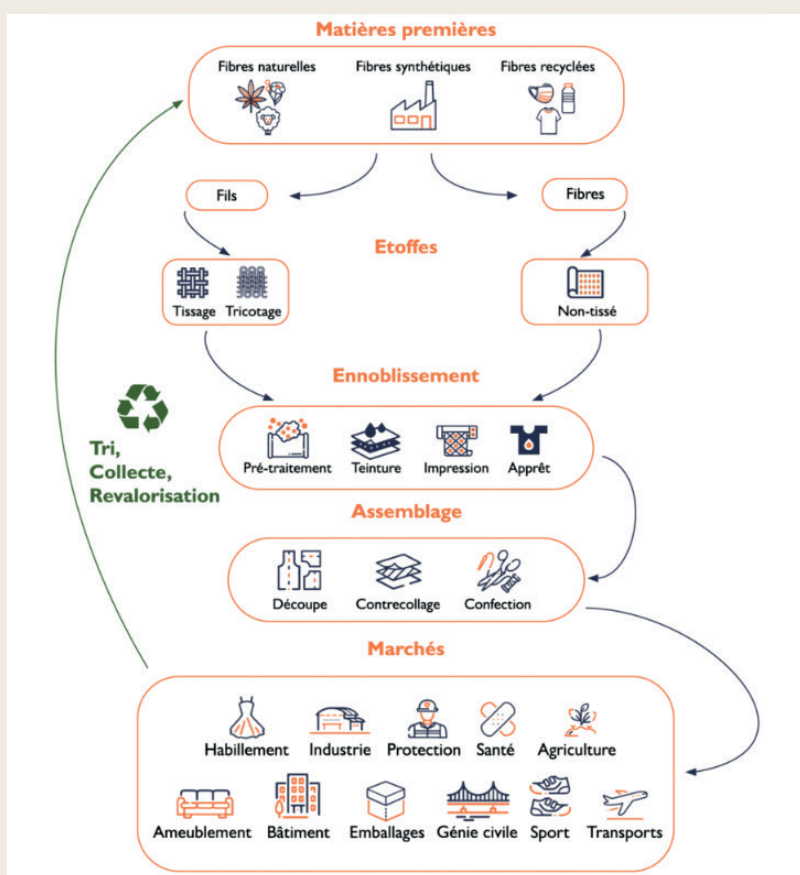 Matières premières
Fibres naturelles
Fibres synthétiques
Fibres recyclées
Fils
Fibres
Etoffes
Tissage
Tricotage
Non-tissé
Ennoblissement
Pré-traitement
Teinture
Impression
Apprêt
Tri,
Collecte,
Revalorisation
Assemblage
Découpe
Contrecollage
Confection
Marchés
Habillement
Industrie
Protection
Santé
Agriculture
Ameublement
Bâtiment
Emballages
Génie civile
Sport
Transports